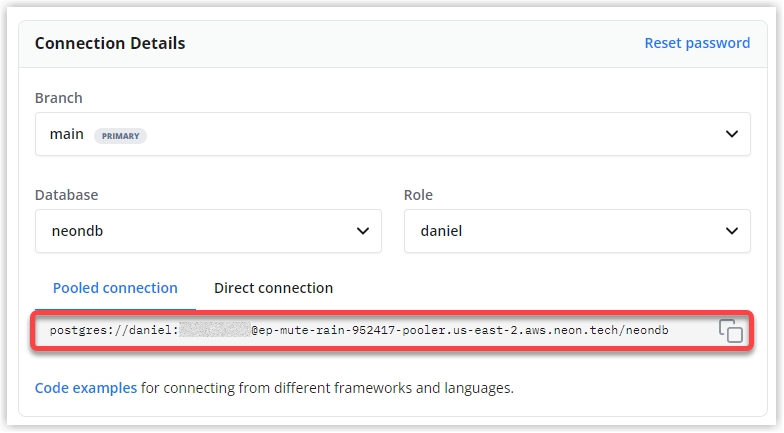 Connection Details Reset password
Branch
main PRIMARY
Database Role
neondb daniel
Pooled connection Direct connection
postgres://daniel: @ep-mute-rain-952417-pooler.us-east-2.aws.neon.tech/neondb
Code examples for connecting from different frameworks and languages.